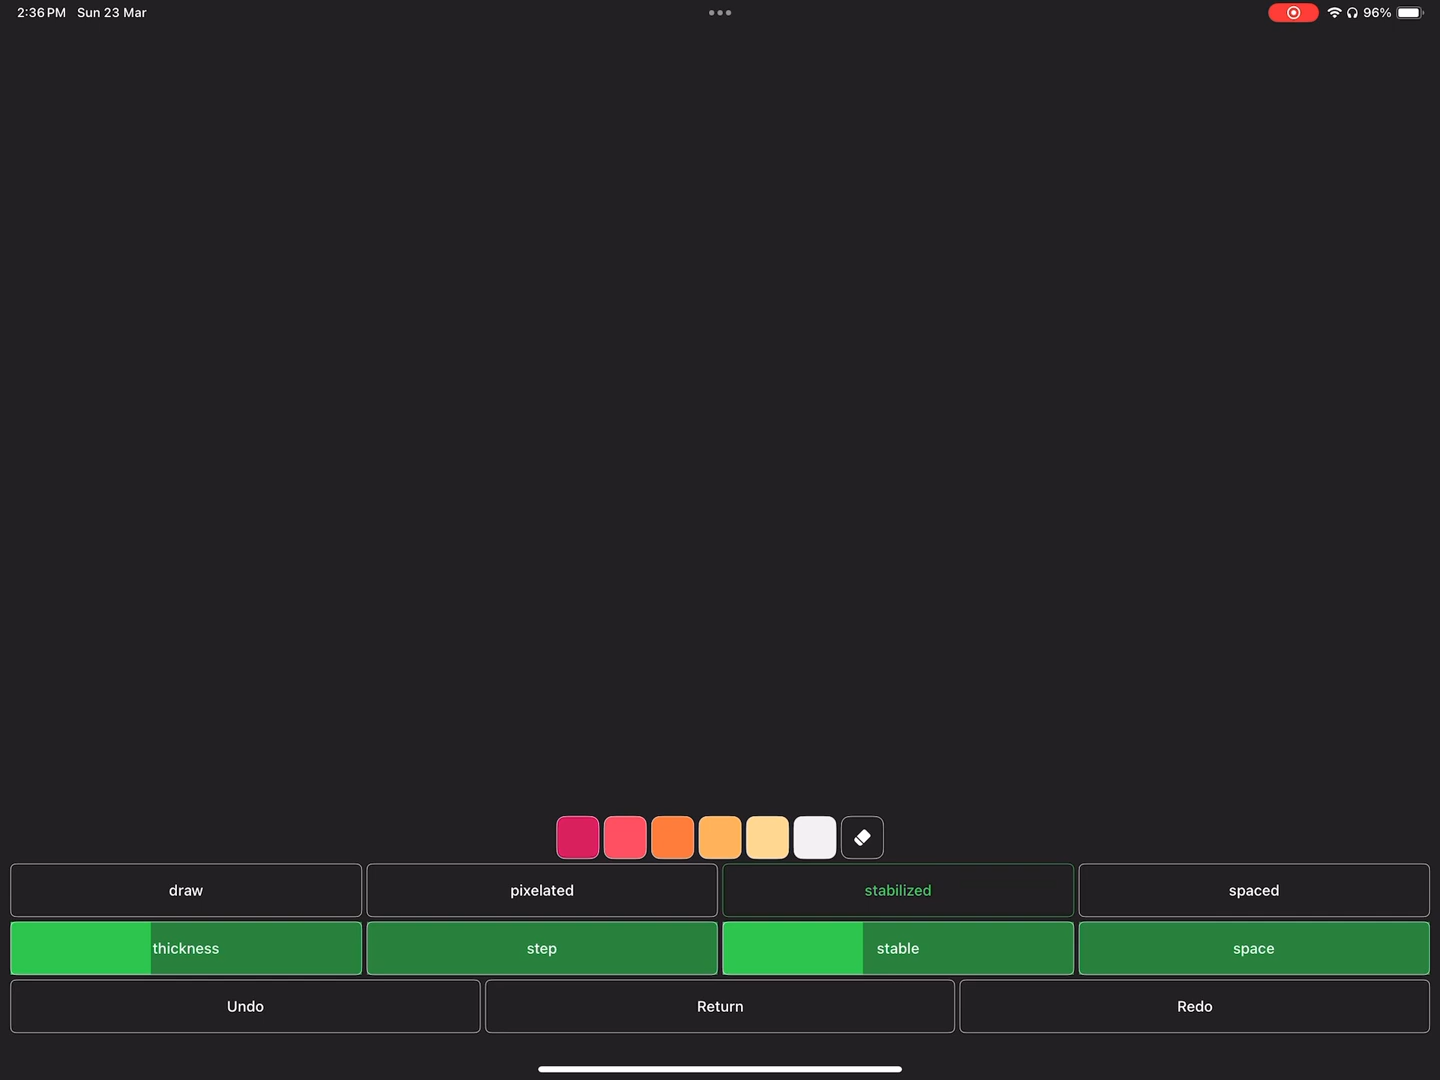 2:36 PM Sun 23 Mar 96%
draw pixelated stabilized spaced
thickness step stable space
Undo Return Redo